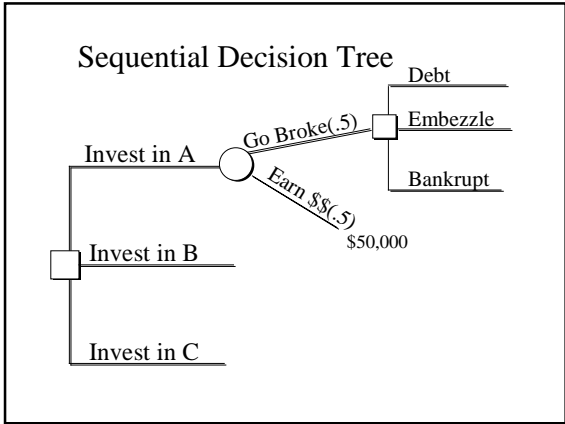 Sequential Decision Tree
Debt
Go Broke(.5)
Embezzle
Invest in A
Earn $$(.5)
Bankrupt
$50,000
Invest in B
Invest in C